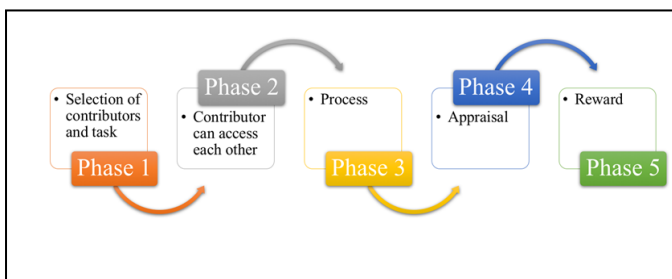 • Selection of
contributors
and task
Phase 1
Phase 2
• Contributor
can access
each other
• Process
Phase 3
Phase 4
• Appraisal
• Reward
Phase 5